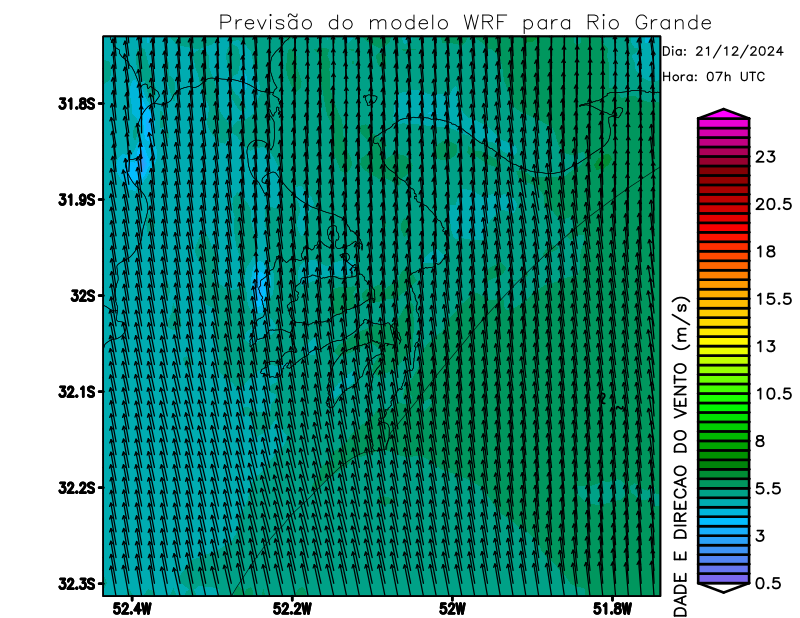 Previsão do modelo WRF para Rio Grande
Dia: 21/12/2024
Hora: 07h UTC
31.8S
31.9S
32S
32.1S
32.2S
32.3S
52.4W
52.2W
52W
51.8W
23
20.5
18
15.5
13
10.5
8
5.5
3
0.5
DADE E DIRECAO DO VENTO (m/s)